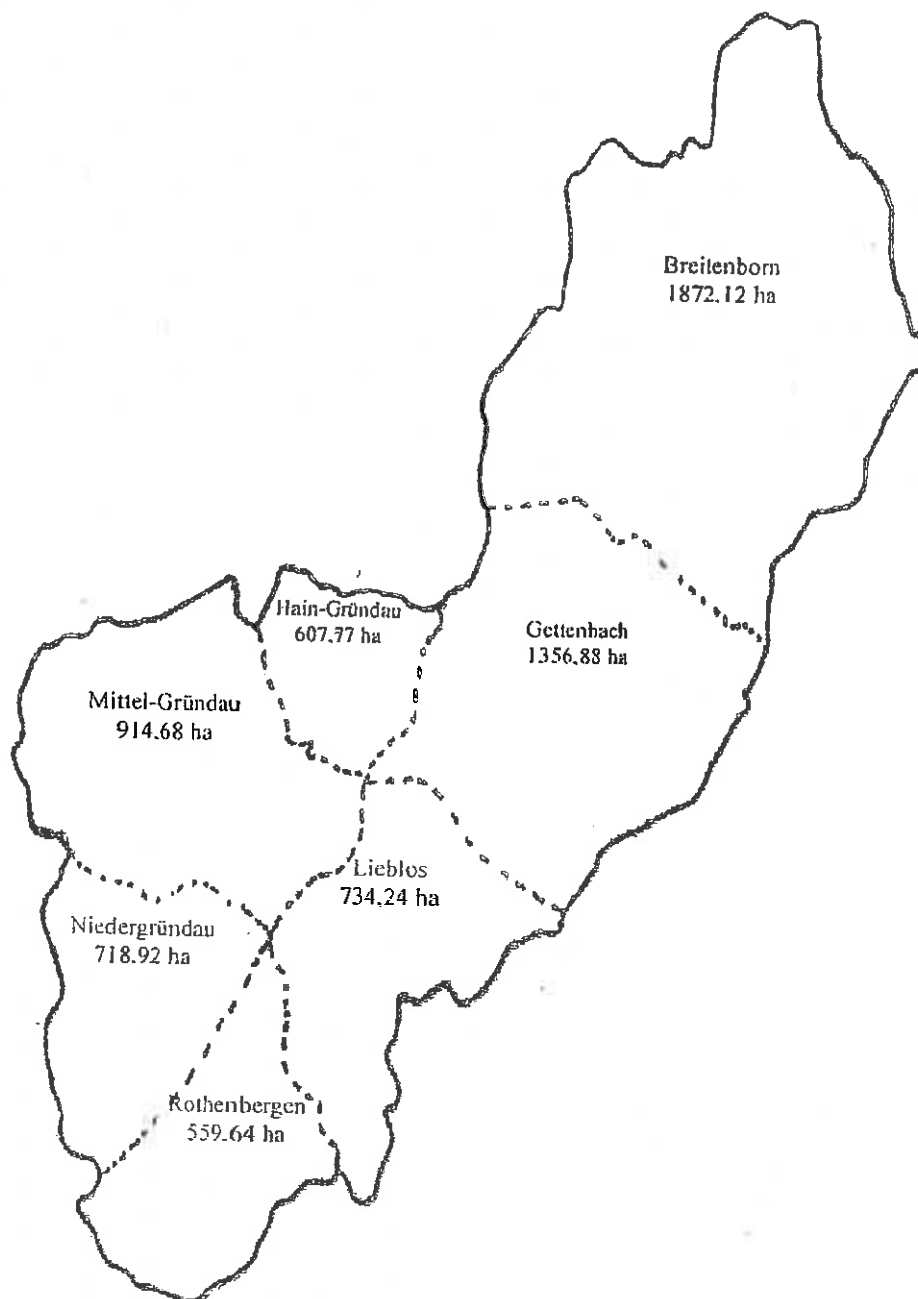 Breitenborn
1872.12 ha
Hain-Gründau
607.77 ha
Gettenbach
1356.88 ha
Mittel-Gründau
914.68 ha
Lieblos
734.24 ha
Niedergründau
718.92 ha
Rothenbergen
559.64 ha